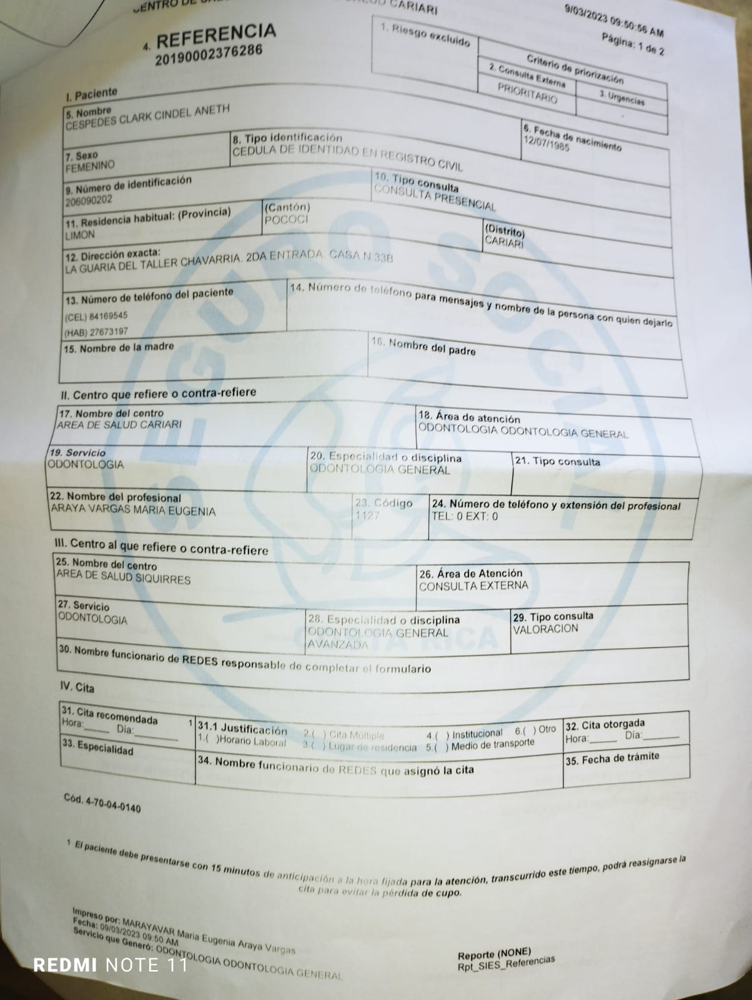 CENTRO DE
SALUD CARIARI
9/03/2023 09:50:56 AM
Página: 1 de 2
4. REFERENCIA
20190002376286
1. Riesgo excluido
Criterio de priorización
2. Consulta Externa
3. Urgencias
PRIORITARIO
I. Paciente
5. Nombre
CESPEDES CLARK CINDEL ANETH
6. Fecha de nacimiento
12/07/1985
7. Sexo
FEMENINO
8. Tipo identificación
CEDULA DE IDENTIDAD EN REGISTRO CIVIL
9. Número de identificación
206090202
10. Tipo consulta
CONSULTA PRESENCIAL
11. Residencia habitual: (Provincia)
LIMON
(Cantón)
POCOCI
(Distrito)
CARIARI
12. Dirección exacta:
LA GUARIA DEL TALLER CHAVARRIA. 2DA ENTRADA. CASA N 33B
13. Número de teléfono del paciente
(CEL) 84169545
(HAB) 27673197
14. Número de teléfono para mensajes y nombre de la persona con quien dejarlo
15. Nombre de la madre
16. Nombre del padre
II. Centro que refiere o contra-refiere
17. Nombre del centro
AREA DE SALUD CARIARI
18. Área de atención
ODONTOLOGIA ODONTOLOGIA GENERAL
19. Servicio
ODONTOLOGIA
20. Especialidad o disciplina
ODONTOLOGIA GENERAL
21. Tipo consulta
22. Nombre del profesional
ARAYA VARGAS MARIA EUGENIA
23. Código
1127
24. Número de teléfono y extensión del profesional
TEL: 0 EXT: 0
III. Centro al que refiere o contra-refiere
25. Nombre del centro
AREA DE SALUD SIQUIRRES
26. Área de Atención
CONSULTA EXTERNA
27. Servicio
ODONTOLOGIA
28. Especialidad o disciplina
ODONTOLOGIA GENERAL
AVANZADA
29. Tipo consulta
VALORACION
30. Nombre funcionario de REDES responsable de completar el formulario
IV. Cita
31. Cita recomendada 1
Hora:_____ Día:________
31.1 Justificación 2.( ) Cita Múltiple 4.( ) Institucional 6.( ) Otro
1.( )Horario Laboral 3.( ) Lugar de residencia 5.( ) Medio de transporte
32. Cita otorgada
Hora:_____ Día:_______
33. Especialidad
34. Nombre funcionario de REDES que asignó la cita
35. Fecha de trámite
Cód. 4-70-04-0140
1 El paciente debe presentarse con 15 minutos de anticipación a la hora fijada para la atención, transcurrido este tiempo, podrá reasignarse la
cita para evitar la pérdida de cupo.
Impreso por: MARAYAVAR Maria Eugenia Araya Vargas
Fecha: 09/03/2023 09:50 AM
Servicio que Generó: ODONTOLOGIA ODONTOLOGIA GENERAL
Reporte (NONE)
Rpt_SIES_Referencias
SEGURO SOCIAL
COSTA RICA
REDMI NOTE 11